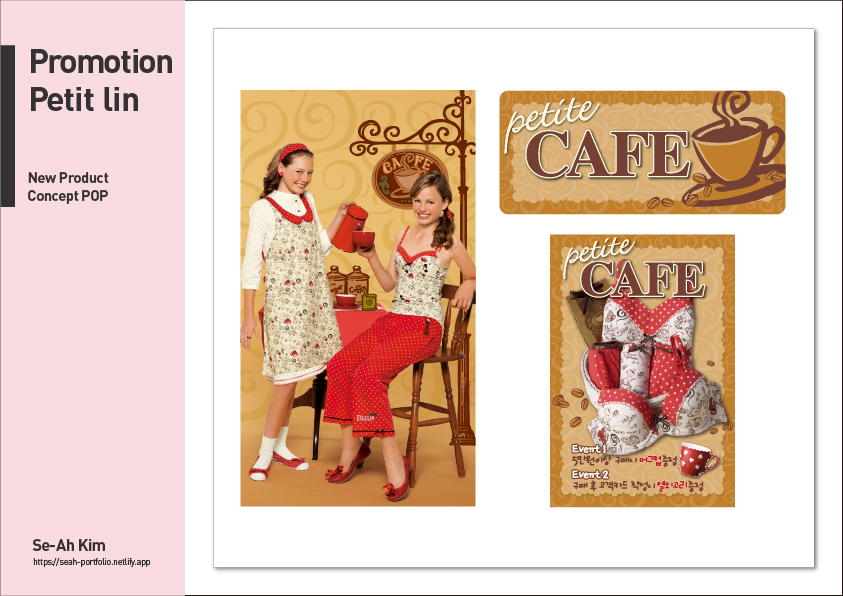 Promotion
Petit lin
New Product
Concept POP
Se-Ah Kim
https://seah-portfolio.netlify.app
CAFE
petite
CAFE
petite
CAFE
Event 1
5만원이상 구매시 머그컵증정
Event 2
구매 후 고객카드 작성시 열쇠고리증정